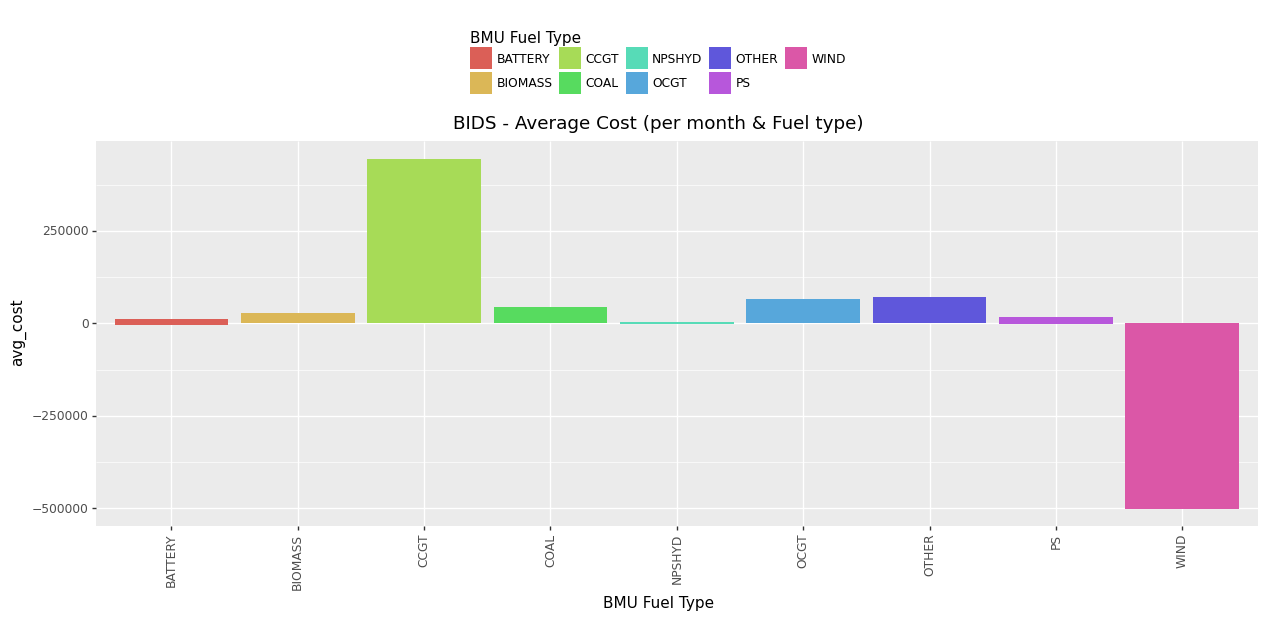 BMU Fuel Type
BATTERY CCGT NPSHYD OTHER WIND
BIOMASS COAL OCGT PS
BIDS - Average Cost (per month & Fuel type)
avg_cost
250000
0
−250000
−500000
BATTERY
BIOMASS
CCGT
COAL
NPSHYD
OCGT
OTHER
PS
WIND
BMU Fuel Type